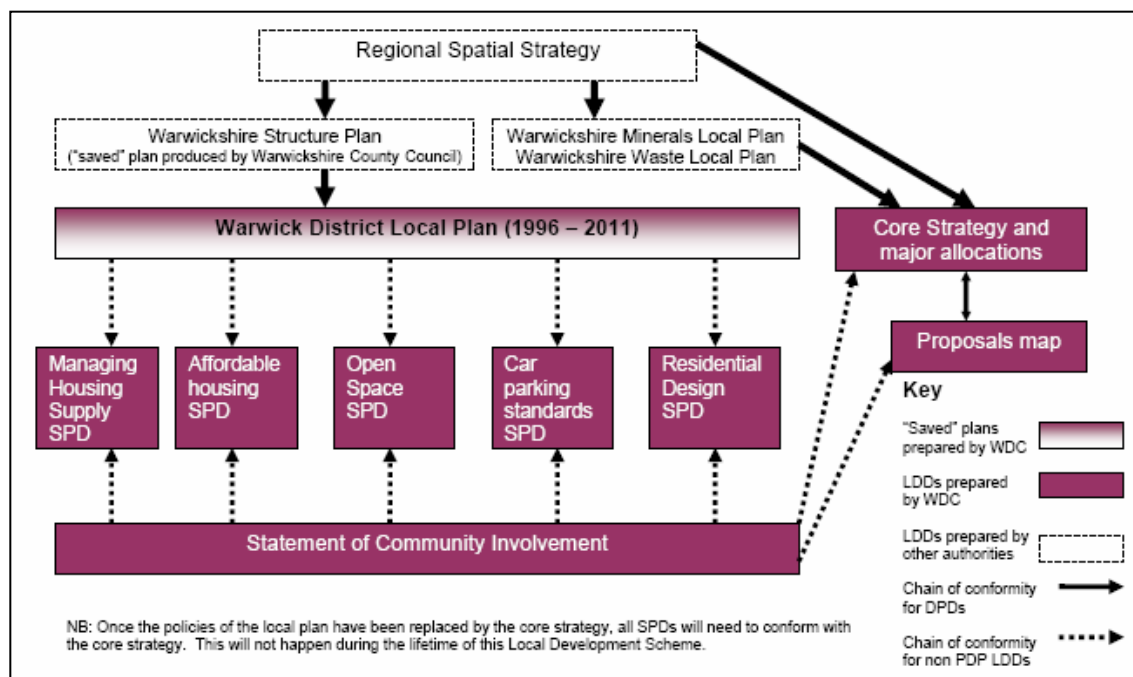 Regional Spatial Strategy
Warwickshire Structure Plan
("saved" plan produced by Warwickshire County Council)
Warwickshire Minerals Local Plan
Warwickshire Waste Local Plan
Warwick District Local Plan (1996 – 2011)
Core Strategy and
major allocations
Managing
Housing
Supply
SPD
Affordable
housing
SPD
Open
Space
SPD
Car
parking
standards
SPD
Residential
Design
SPD
Proposals map
Statement of Community Involvement
Key
"Saved" plans
prepared by WDC
LDDs prepared
by WDC
LDDs prepared by
other authorities
Chain of conformity
for DPDs
Chain of conformity
for non PDP LDDs
NB: Once the policies of the local plan have been replaced by the core strategy, all SPDs will need to conform with
the core strategy. This will not happen during the lifetime of this Local Development Scheme.